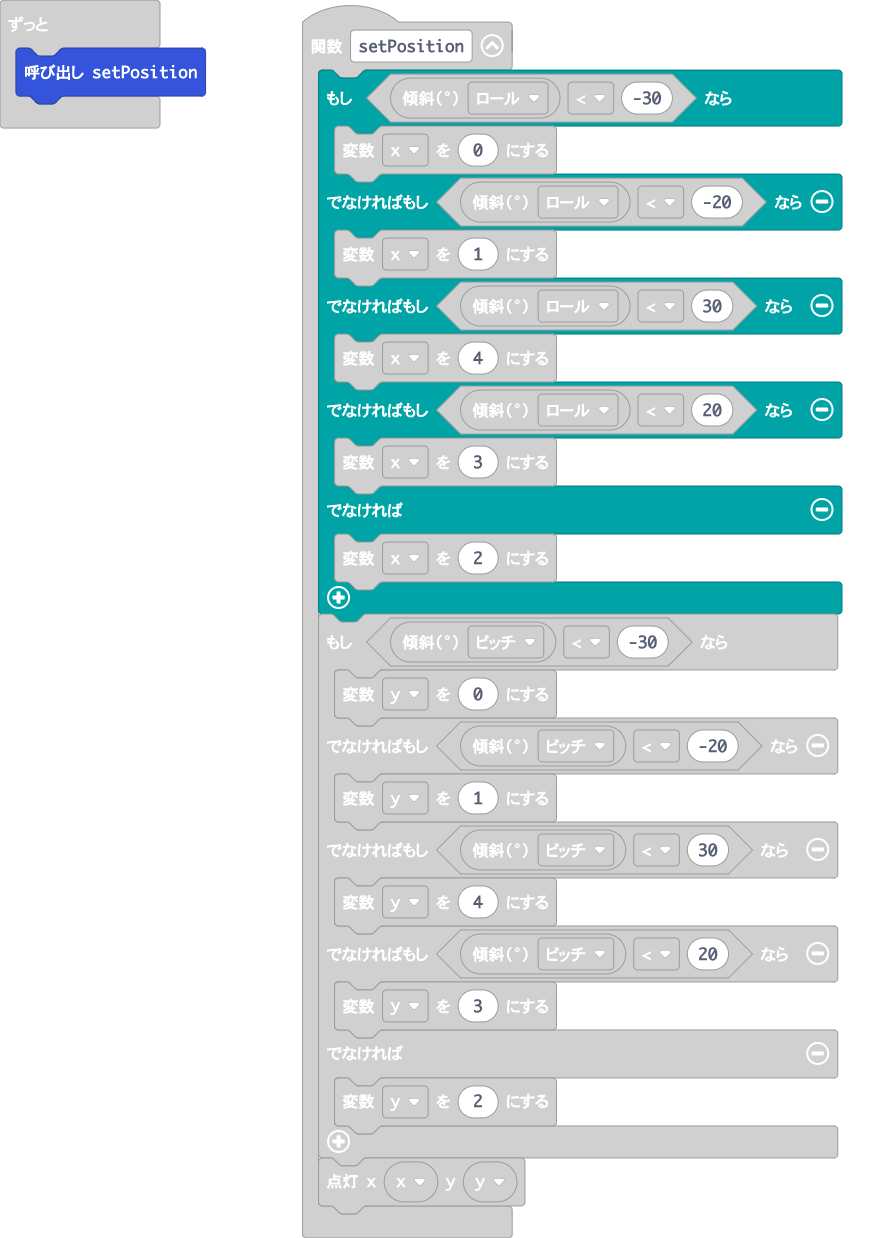 ずっと
呼び出し setPosition
関数 setPosition
もし 傾斜(°) ロール < -30 なら
変数 x を 0 にする
でなければもし 傾斜(°) ロール < -20 なら
変数 x を 1 にする
でなければもし 傾斜(°) ロール < 30 なら
変数 x を 4 にする
でなければもし 傾斜(°) ロール < 20 なら
変数 x を 3 にする
でなければ
変数 x を 2 にする
もし 傾斜(°) ピッチ < -30 なら
変数 y を 0 にする
でなければもし 傾斜(°) ピッチ < -20 なら
変数 y を 1 にする
でなければもし 傾斜(°) ピッチ < 30 なら
変数 y を 4 にする
でなければもし 傾斜(°) ピッチ < 20 なら
変数 y を 3 にする
でなければ
変数 y を 2 にする
点灯 x x y y